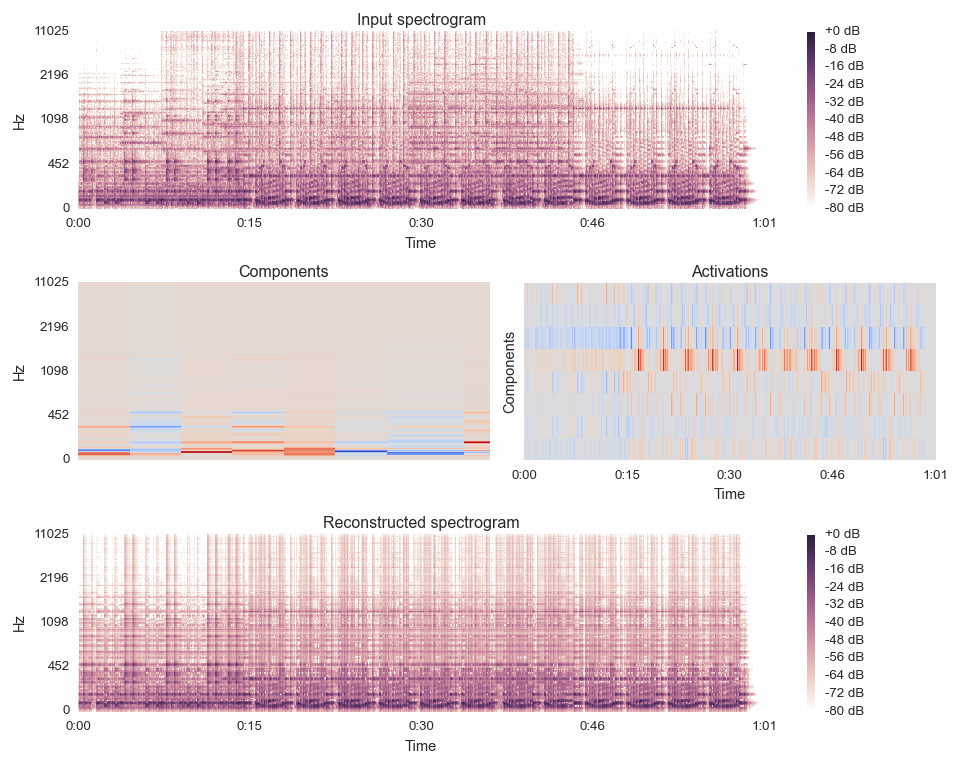 Input spectrogram
11025
2196
1098
452
0
Hz
0:00 0:15 0:30 0:46 1:01
Time
+0 dB
-8 dB
-16 dB
-24 dB
-32 dB
-40 dB
-48 dB
-56 dB
-64 dB
-72 dB
-80 dB
Components
11025
2196
1098
452
0
Hz
Activations
Components
0:00 0:15 0:30 0:46 1:01
Time
Reconstructed spectrogram
11025
2196
1098
452
0
Hz
0:00 0:15 0:30 0:46 1:01
Time
+0 dB
-8 dB
-16 dB
-24 dB
-32 dB
-40 dB
-48 dB
-56 dB
-64 dB
-72 dB
-80 dB